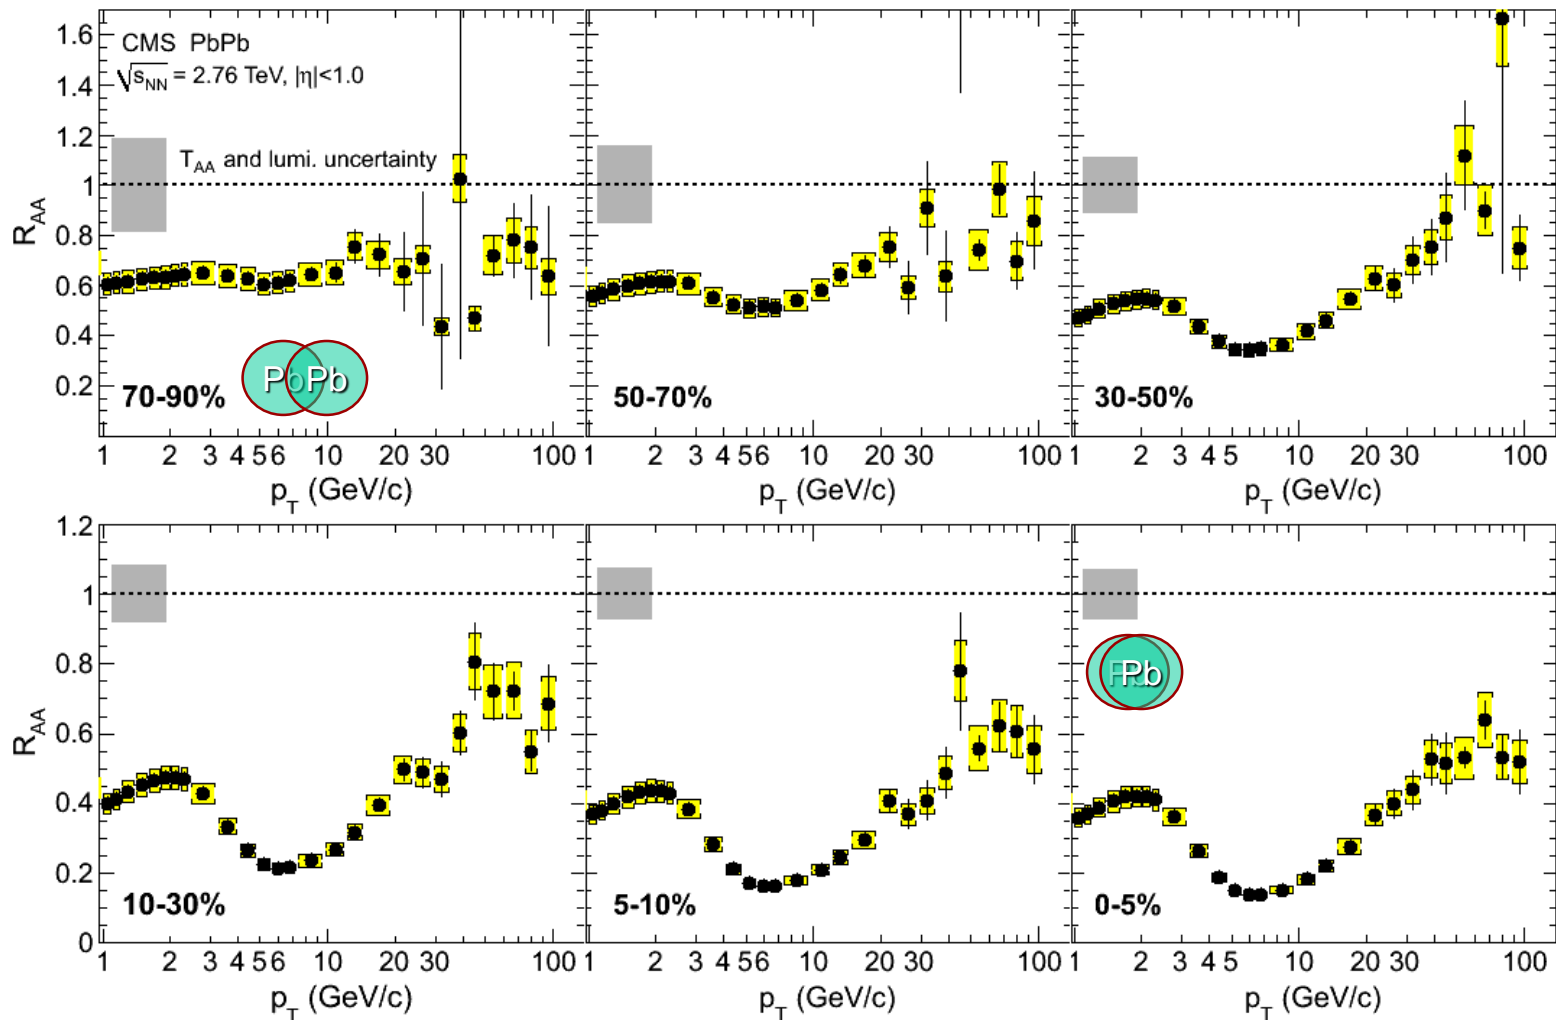 CMS PbPb
√sNN = 2.76 TeV, |η|<1.0
TAA and lumi. uncertainty
RAA
1.6
1.4
1.2
1
0.8
0.6
0.4
0.2
Pb Pb
70-90%
50-70%
30-50%
1 2 3 4 5 6 10 20 30 100
1 2 3 4 5 6 10 20 30 100
1 2 3 4 5 6 10 20 30 100
pT (GeV/c)
pT (GeV/c)
pT (GeV/c)
RAA
1.2
1
0.8
0.6
0.4
0.2
0
Pb Pb
10-30%
5-10%
0-5%
1 2 3 4 5 6 10 20 30 100
1 2 3 4 5 6 10 20 30 100
1 2 3 4 5 10 20 30 100
pT (GeV/c)
pT (GeV/c)
pT (GeV/c)